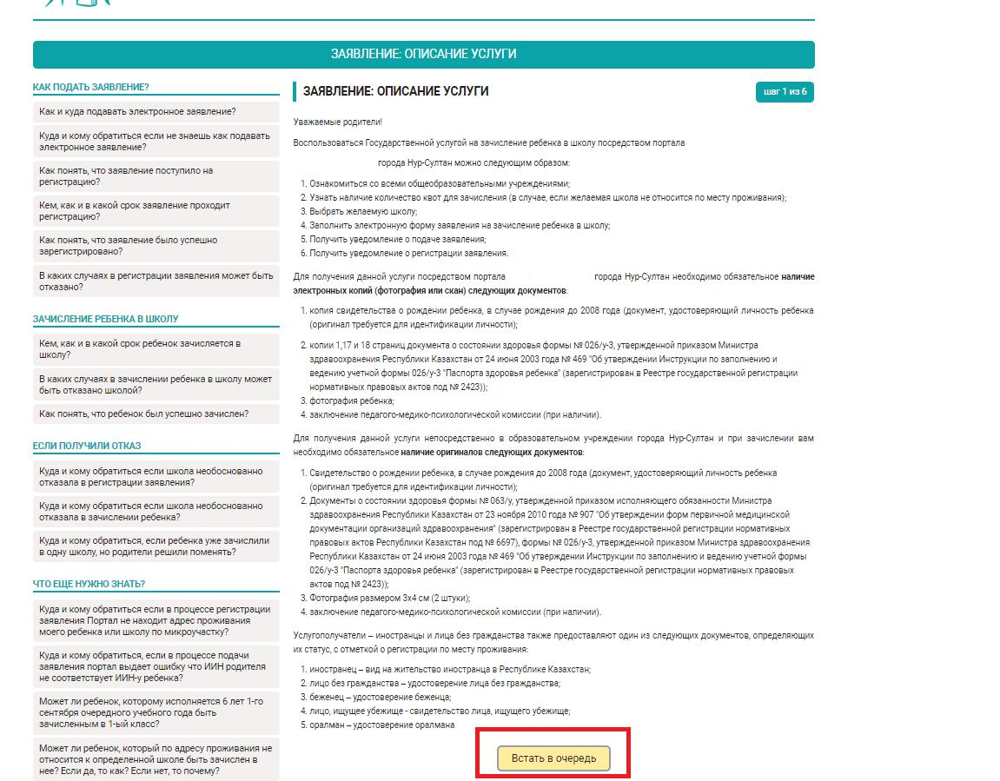 ЗАЯВЛЕНИЕ: ОПИСАНИЕ УСЛУГИ
КАК ПОДАТЬ ЗАЯВЛЕНИЕ?
Как и куда подавать электронное заявление?
Куда и кому обратиться если не знаешь как подавать
электронное заявление?
Как понять, что заявление поступило на
регистрацию?
Кем, как и в какой срок заявление проходит
регистрацию?
Как понять, что заявление было успешно
зарегистрировано?
В каких случаях в регистрации заявления может быть
отказано?
ЗАЧИСЛЕНИЕ РЕБЕНКА В ШКОЛУ
Кем, как и в какой срок ребенок зачисляется в
школу?
В каких случаях в зачислении ребенка в школу может
быть отказано школой?
Как понять, что ребенок был успешно зачислен?
ЕСЛИ ПОЛУЧИЛИ ОТКАЗ
Куда и кому обратиться если школа необоснованно
отказала в регистрации заявления?
Куда и кому обратиться если школа необоснованно
отказала в зачислении ребенка?
Куда и кому обратиться, если ребенка уже зачислили
в одну школу, но родители решили поменять?
ЧТО ЕЩЕ НУЖНО ЗНАТЬ?
Куда и кому обратиться если в процессе регистрации
заявления Портал не находит адрес проживания
моего ребенка или школу по микроучастку?
Куда и кому обратиться, если в процессе подачи
заявления портал выдает ошибку что ИИН родителя
не соответствует ИИН-у ребенка?
Может ли ребенок, которому исполняется 6 лет 1-го
сентября очередного учебного года быть
зачисленным в 1-ый класс?
Может ли ребенок, который по адресу проживания не
относится к определенной школе быть зачислен в
нее? Если да, то как? Если нет, то почему?
ЗАЯВЛЕНИЕ: ОПИСАНИЕ УСЛУГИ
шаг 1 из 6
Уважаемые родители!
Воспользоваться Государственной услугой на зачисление ребенка в школу посредством портала
города Нур-Султан можно следующим образом:
1. Ознакомиться со всеми общеобразовательными учреждениями;
2. Узнать наличие количество квот для зачисления (в случае, если желаемая школа не относится по месту проживания);
3. Выбрать желаемую школу;
4. Заполнить электронную форму заявления на зачисление ребенка в школу;
5. Получить уведомление о подаче заявления;
6. Получить уведомление о регистрации заявления.
Для получения данной услуги посредством портала города Нур-Султан необходимо обязательное наличие
электронных копий (фотография или скан) следующих документов:
1. копия свидетельства о рождении ребенка, в случае рождения до 2008 года (документ, удостоверяющий личность ребенка
(оригинал требуется для идентификации личности);
2. копии 1,17 и 18 страниц документа о состоянии здоровья формы № 026/у-3, утвержденной приказом Министра
здравоохранения Республики Казахстан от 24 июня 2003 года № 469 "Об утверждении Инструкции по заполнению и
ведению учетной формы 026/у-3 "Паспорта здоровья ребенка" (зарегистрирован в Реестре государственной регистрации
нормативных правовых актов под № 2423));
3. фотография ребенка;
4. заключение педагого-медико-психологической комиссии (при наличии).
Для получения данной услуги непосредственно в образовательном учреждении города Нур-Султан и при зачислении вам
необходимо обязательное наличие оригиналов следующих документов:
1. Свидетельство о рождении ребенка, в случае рождения до 2008 года (документ, удостоверяющий личность ребенка
(оригинал требуется для идентификации личности);
2. Документы о состоянии здоровья формы № 063/у, утвержденной приказом исполняющего обязанности Министра
здравоохранения Республики Казахстан от 23 ноября 2010 года № 907 "Об утверждении форм первичной медицинской
документации организаций здравоохранения" (зарегистрирован в Реестре государственной регистрации нормативных
правовых актов Республики Казахстан под № 6697), формы № 026/у-3, утвержденной приказом Министра здравоохранения
Республики Казахстан от 24 июня 2003 года № 469 "Об утверждении Инструкции по заполнению и ведению учетной формы
026/у-3 "Паспорта здоровья ребенка" (зарегистрирован в Реестре государственной регистрации нормативных правовых
актов под № 2423));
3. Фотография размером 3x4 см (2 штуки);
4. заключение педагого-медико-психологической комиссии (при наличии).
Услугополучатели – иностранцы и лица без гражданства также предоставляют один из следующих документов, определяющих
их статус, с отметкой о регистрации по месту проживания:
1. иностранец – вид на жительство иностранца в Республике Казахстан;
2. лицо без гражданства – удостоверение лица без гражданства;
3. беженец – удостоверение беженца;
4. лицо, ищущее убежище - свидетельство лица, ищущего убежище;
5. оралман – удостоверение оралмана
Встать в очередь